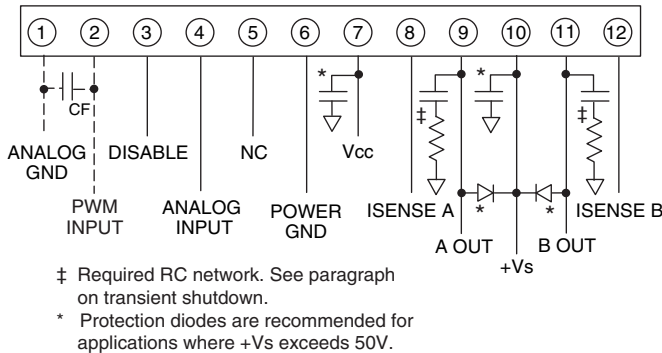 1 2 3 4 5 6 7 8 9 10 11 12
* * ‡ ‡
CF
ANALOG GND
DISABLE
NC
Vcc
PWM INPUT
ANALOG INPUT
POWER GND
ISENSE A
* *
ISENSE B
A OUT
+Vs
B OUT
‡ Required RC network. See paragraph
on transient shutdown.
* Protection diodes are recommended for
applications where +Vs exceeds 50V.